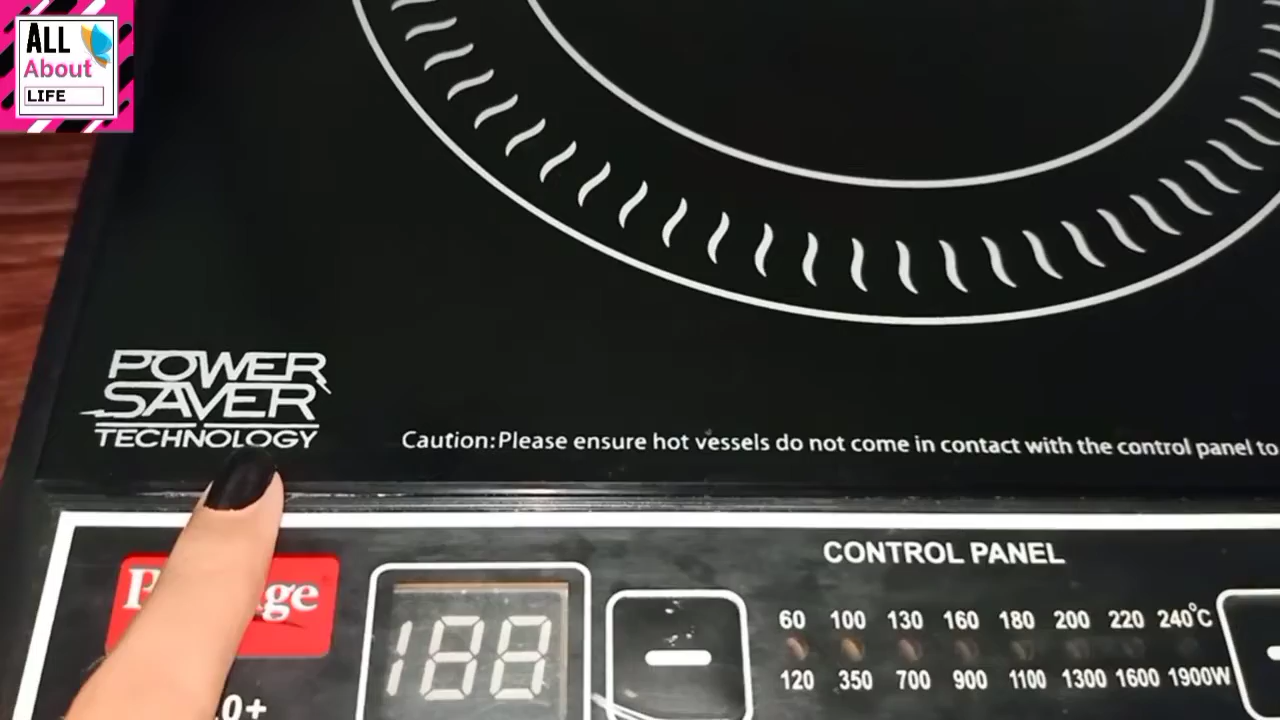 ALL
About
LIFE
POWER
SAVER
TECHNOLOGY
Caution:Please ensure hot vessels do not come in contact with the control panel to
CONTROL PANEL
60 100 130 160 180 200 220 240°C
188
120 350 700 900 1100 1300 1600 1900W